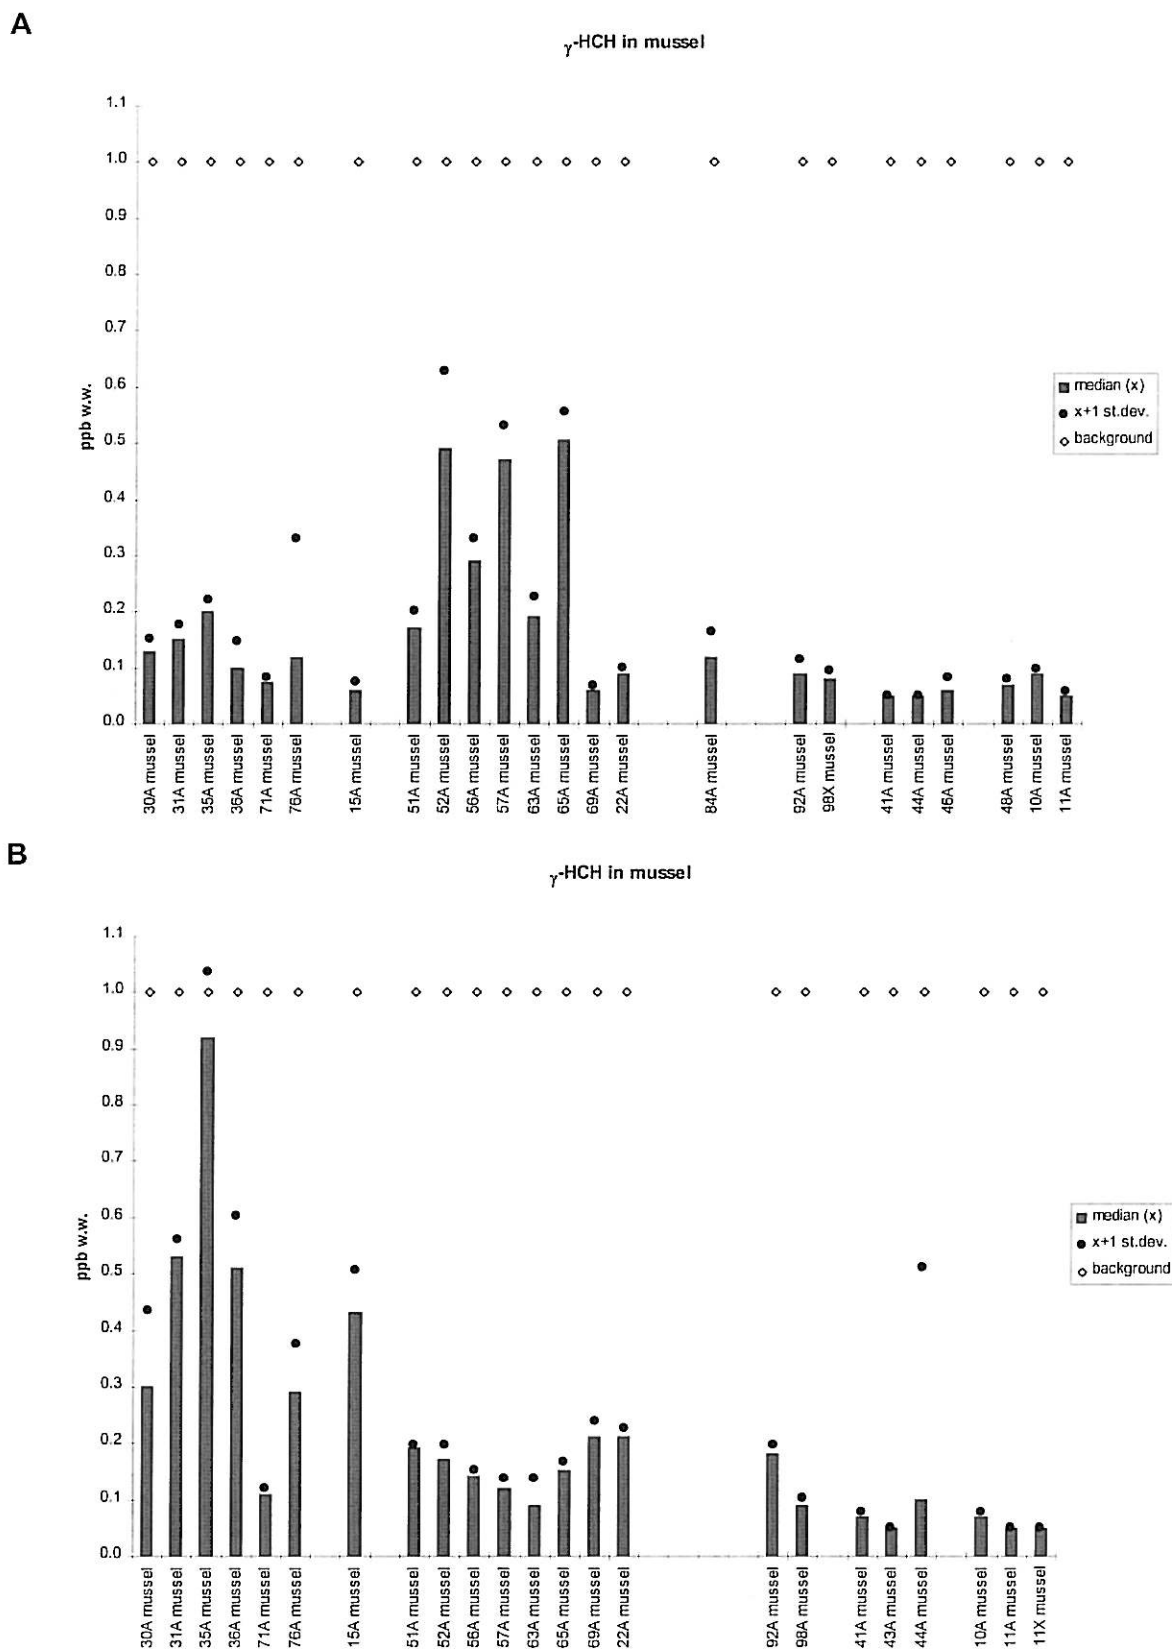 A
γ-HCH in mussel
1.1
1.0
0.9
0.8
0.7
0.6
0.5
0.4
0.3
0.2
0.1
0.0
ppb w.w.
median (x)
x+1 st.dev.
background
30A mussel
31A mussel
35A mussel
36A mussel
71A mussel
76A mussel
15A mussel
51A mussel
52A mussel
56A mussel
57A mussel
63A mussel
65A mussel
69A mussel
22A mussel
84A mussel
92A mussel
98X mussel
41A mussel
44A mussel
46A mussel
48A mussel
10A mussel
11A mussel
B
γ-HCH in mussel
1.1
1.0
0.9
0.8
0.7
0.6
0.5
0.4
0.3
0.2
0.1
0.0
ppb w.w.
median (x)
x+1 st.dev.
background
30A mussel
31A mussel
35A mussel
36A mussel
71A mussel
76A mussel
15A mussel
51A mussel
52A mussel
56A mussel
57A mussel
63A mussel
65A mussel
69A mussel
22A mussel
92A mussel
98A mussel
41A mussel
43A mussel
44A mussel
10A mussel
11A mussel
11X mussel